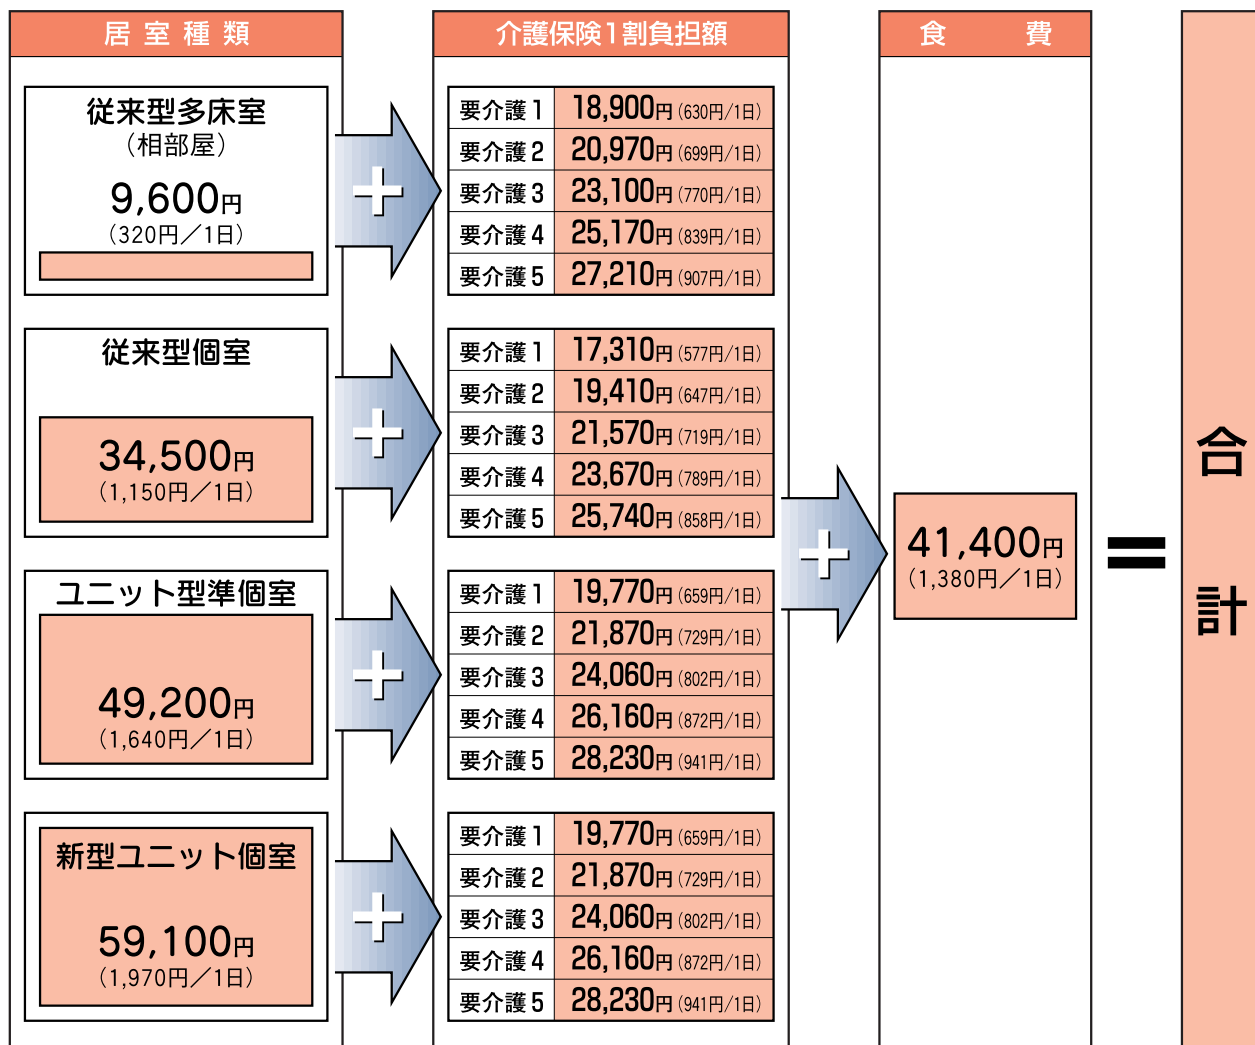 居室種類
介護保険1割負担額
食費
従来型多床室
（相部屋）
9,600円
（320円／1日）
＋
要介護1 18,900円（630円/1日）
要介護2 20,970円（699円/1日）
要介護3 23,100円（770円/1日）
要介護4 25,170円（839円/1日）
要介護5 27,210円（907円/1日）
従来型個室
34,500円
（1,150円／1日）
＋
要介護1 17,310円（577円/1日）
要介護2 19,410円（647円/1日）
要介護3 21,570円（719円/1日）
要介護4 23,670円（789円/1日）
要介護5 25,740円（858円/1日）
ユニット型準個室
49,200円
（1,640円／1日）
＋
要介護1 19,770円（659円/1日）
要介護2 21,870円（729円/1日）
要介護3 24,060円（802円/1日）
要介護4 26,160円（872円/1日）
要介護5 28,230円（941円/1日）
新型ユニット個室
59,100円
（1,970円／1日）
＋
要介護1 19,770円（659円/1日）
要介護2 21,870円（729円/1日）
要介護3 24,060円（802円/1日）
要介護4 26,160円（872円/1日）
要介護5 28,230円（941円/1日）
＋
41,400円
（1,380円／1日）
＝
合計